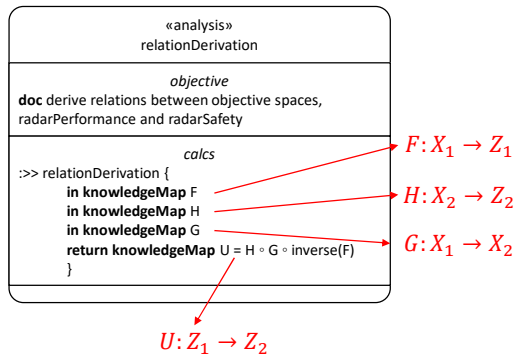 «analysis»
relationDerivation
objective
doc derive relations between objective spaces,
radarPerformance and radarSafety
calcs
:>> relationDerivation {
in knowledgeMap F
in knowledgeMap H
in knowledgeMap G
return knowledgeMap U = H ∘ G ∘ inverse(F)
}
F: X₁ → Z₁
H: X₂ → Z₂
G: X₁ → X₂
U: Z₁ → Z₂